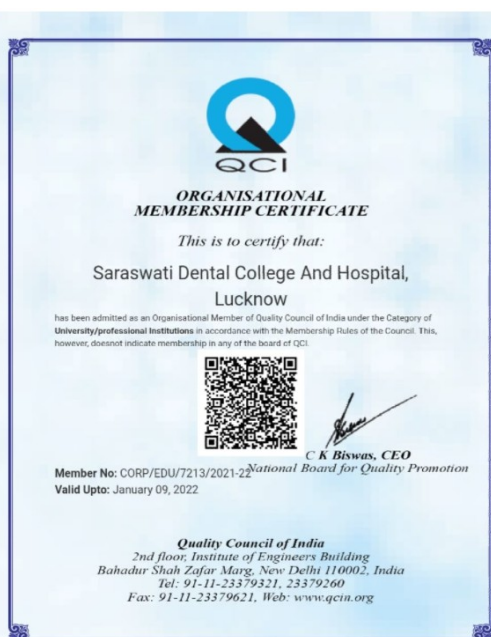 QCI
ORGANISATIONAL
MEMBERSHIP CERTIFICATE
This is to certify that:
Saraswati Dental College And Hospital,
Lucknow
has been admitted as an Organisational Member of Quality Council of India under the Category of
University/professional Institutions in accordance with the Membership Rules of the Council. This,
however, doesnot indicate membership in any of the board of QCI.
C K Biswas, CEO
National Board for Quality Promotion
Member No: CORP/EDU/7213/2021-22
Valid Upto: January 09, 2022
Quality Council of India
2nd floor, Institute of Engineers Building
Bahadur Shah Zafar Marg, New Delhi 110002, India
Tel: 91-11-23379321, 23379260
Fax: 91-11-23379621, Web: www.qcin.org